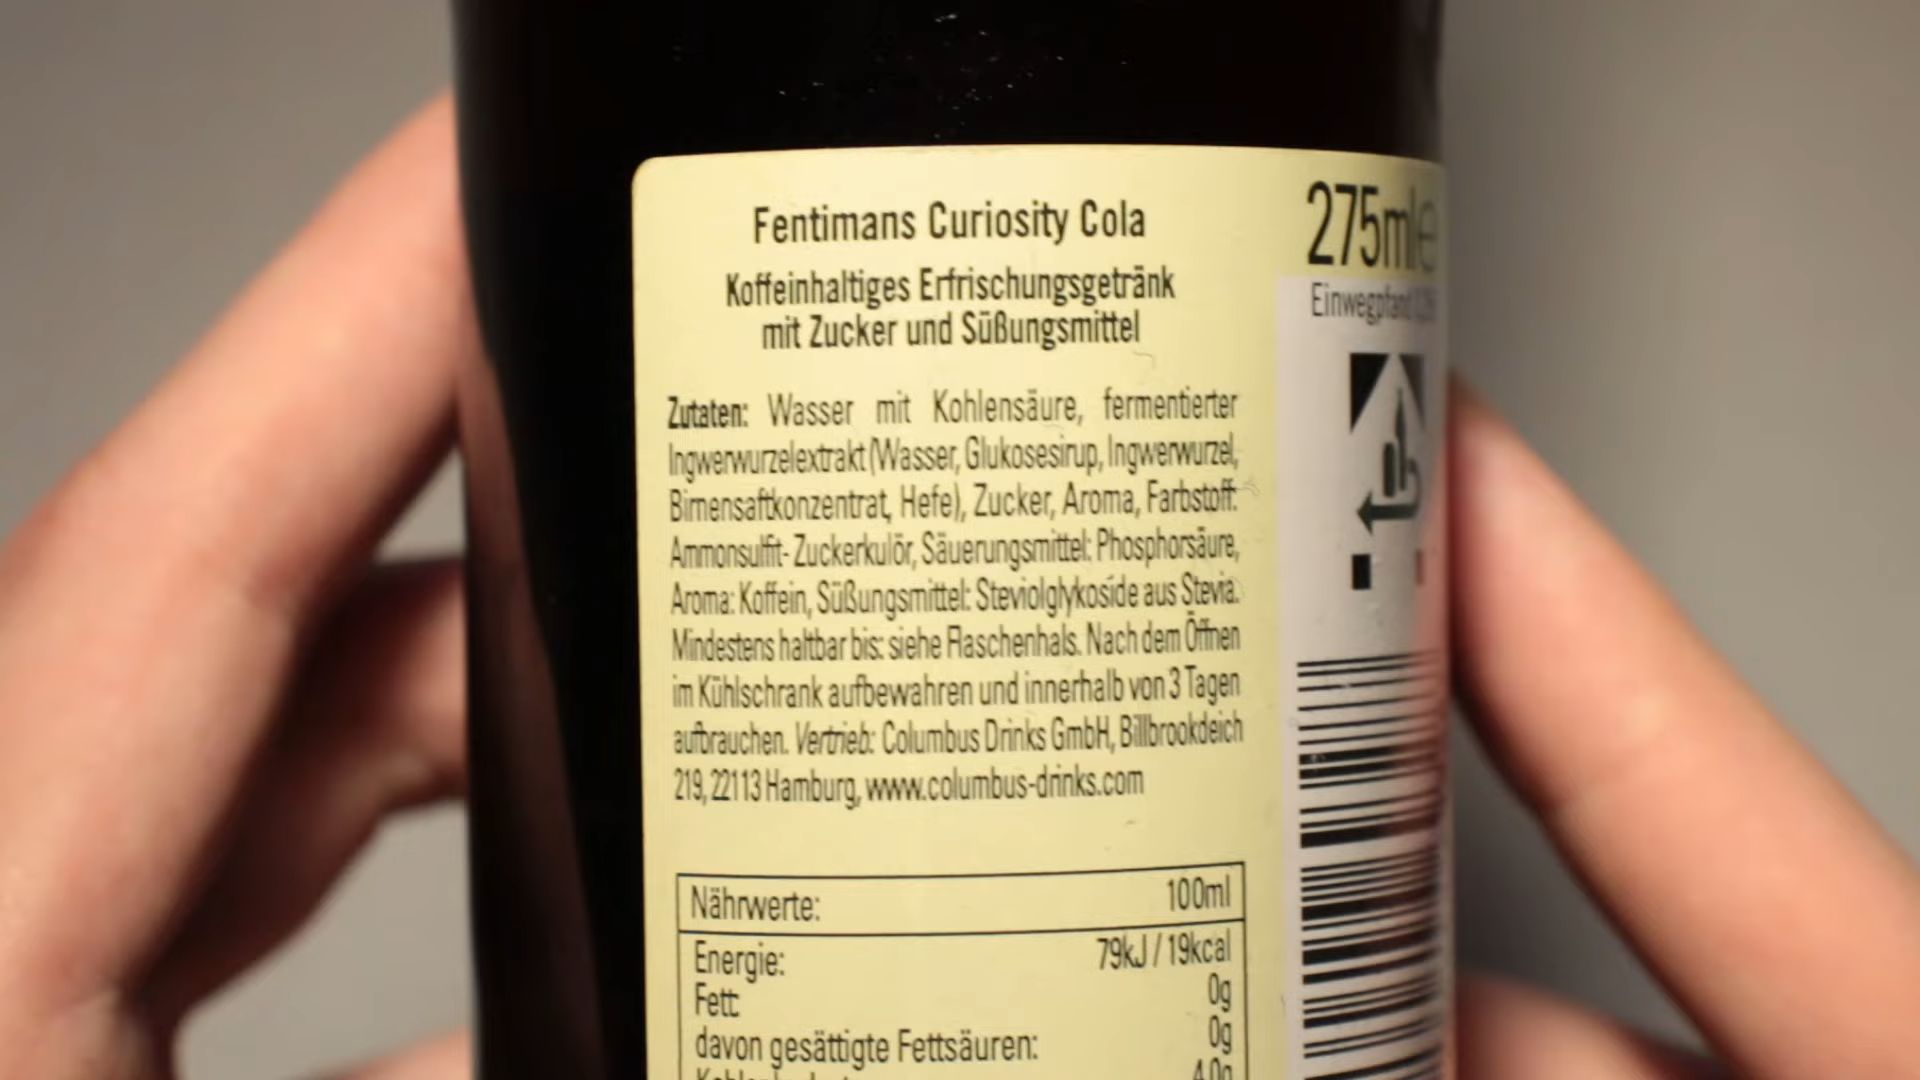 Fentimans Curiosity Cola
Koffeinhaltiges Erfrischungsgetränk
mit Zucker und Süßungsmittel
Zutaten: Wasser mit Kohlensäure, fermentierter
Ingwerwurzelextrakt (Wasser, Glukosesirup, Ingwerwurzel,
Birnensaftkonzentrat, Hefe), Zucker, Aroma, Farbstoff:
Ammonsulfit- Zuckerkulör, Säuerungsmittel: Phosphorsäure,
Aroma: Koffein, Süßungsmittel: Steviolglykoside aus Stevia.
Mindestens haltbar bis: siehe Flaschenhals. Nach dem Öffnen
im Kühlschrank aufbewahren und innerhalb von 3 Tagen
aufbrauchen. Vertrieb: Columbus Drinks GmbH, Billbrookdeich
219, 22113 Hamburg, www.columbus-drinks.com
Nährwerte: 100ml
Energie: 79kJ / 19kcal
Fett: 0g
davon gesättigte Fettsäuren: 0g
275ml e
Einwegpfand